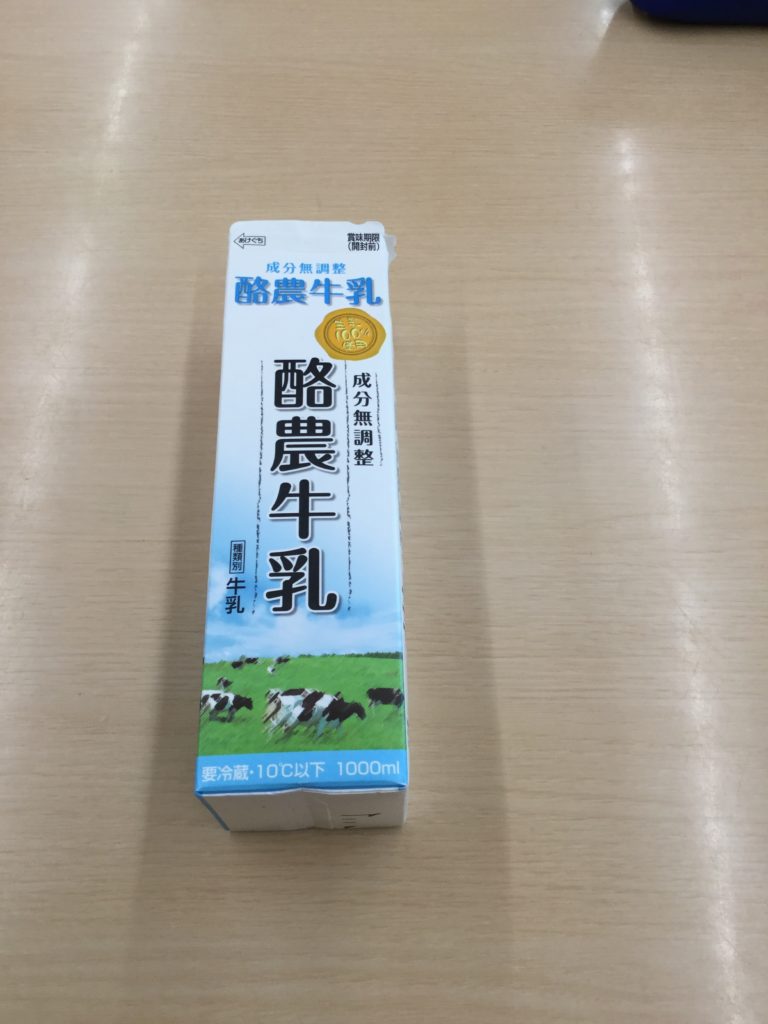 あけぐち
賞味期限
(開封前)
成分無調整
酪農牛乳
100%
成分無調整
酪農牛乳
種類別
牛乳
要冷蔵・10℃以下 1000ml